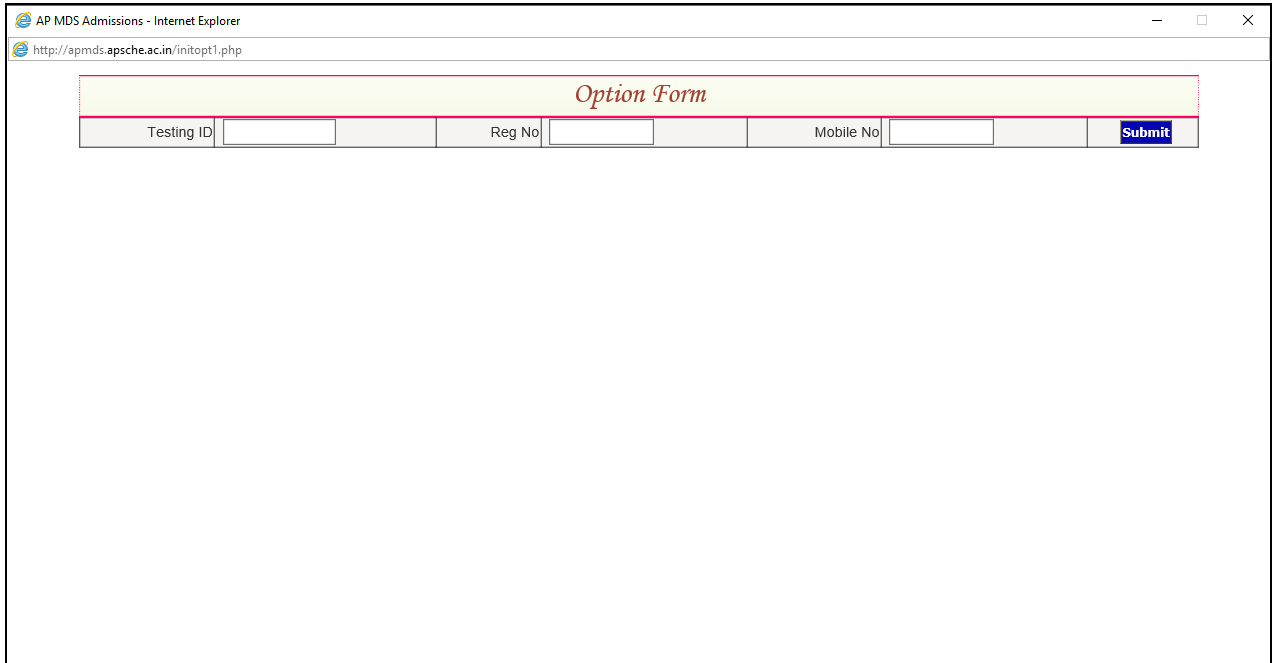 AP MDS Admissions - Internet Explorer
http://apmds.apsche.ac.in/initopt1.php
Option Form
Testing ID Reg No Mobile No Submit